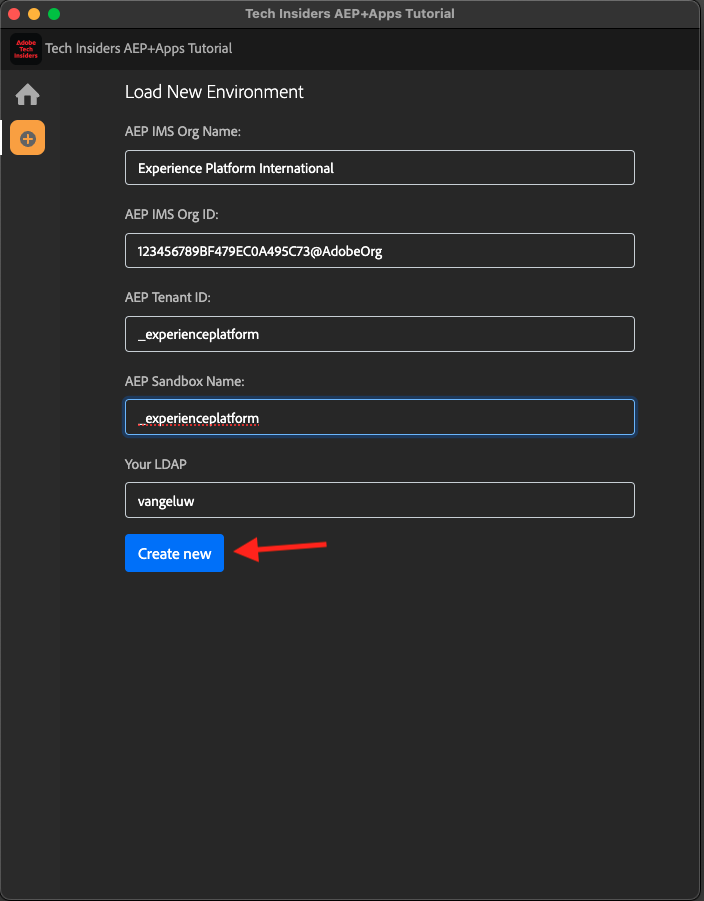 Tech Insiders AEP+Apps Tutorial
Adobe
Tech
Insiders
Tech Insiders AEP+Apps Tutorial
Load New Environment
AEP IMS Org Name:
Experience Platform International
AEP IMS Org ID:
123456789BF479EC0A495C73@AdobeOrg
AEP Tenant ID:
_experienceplatform
AEP Sandbox Name:
_experienceplatform
Your LDAP
vangeluw
Create new